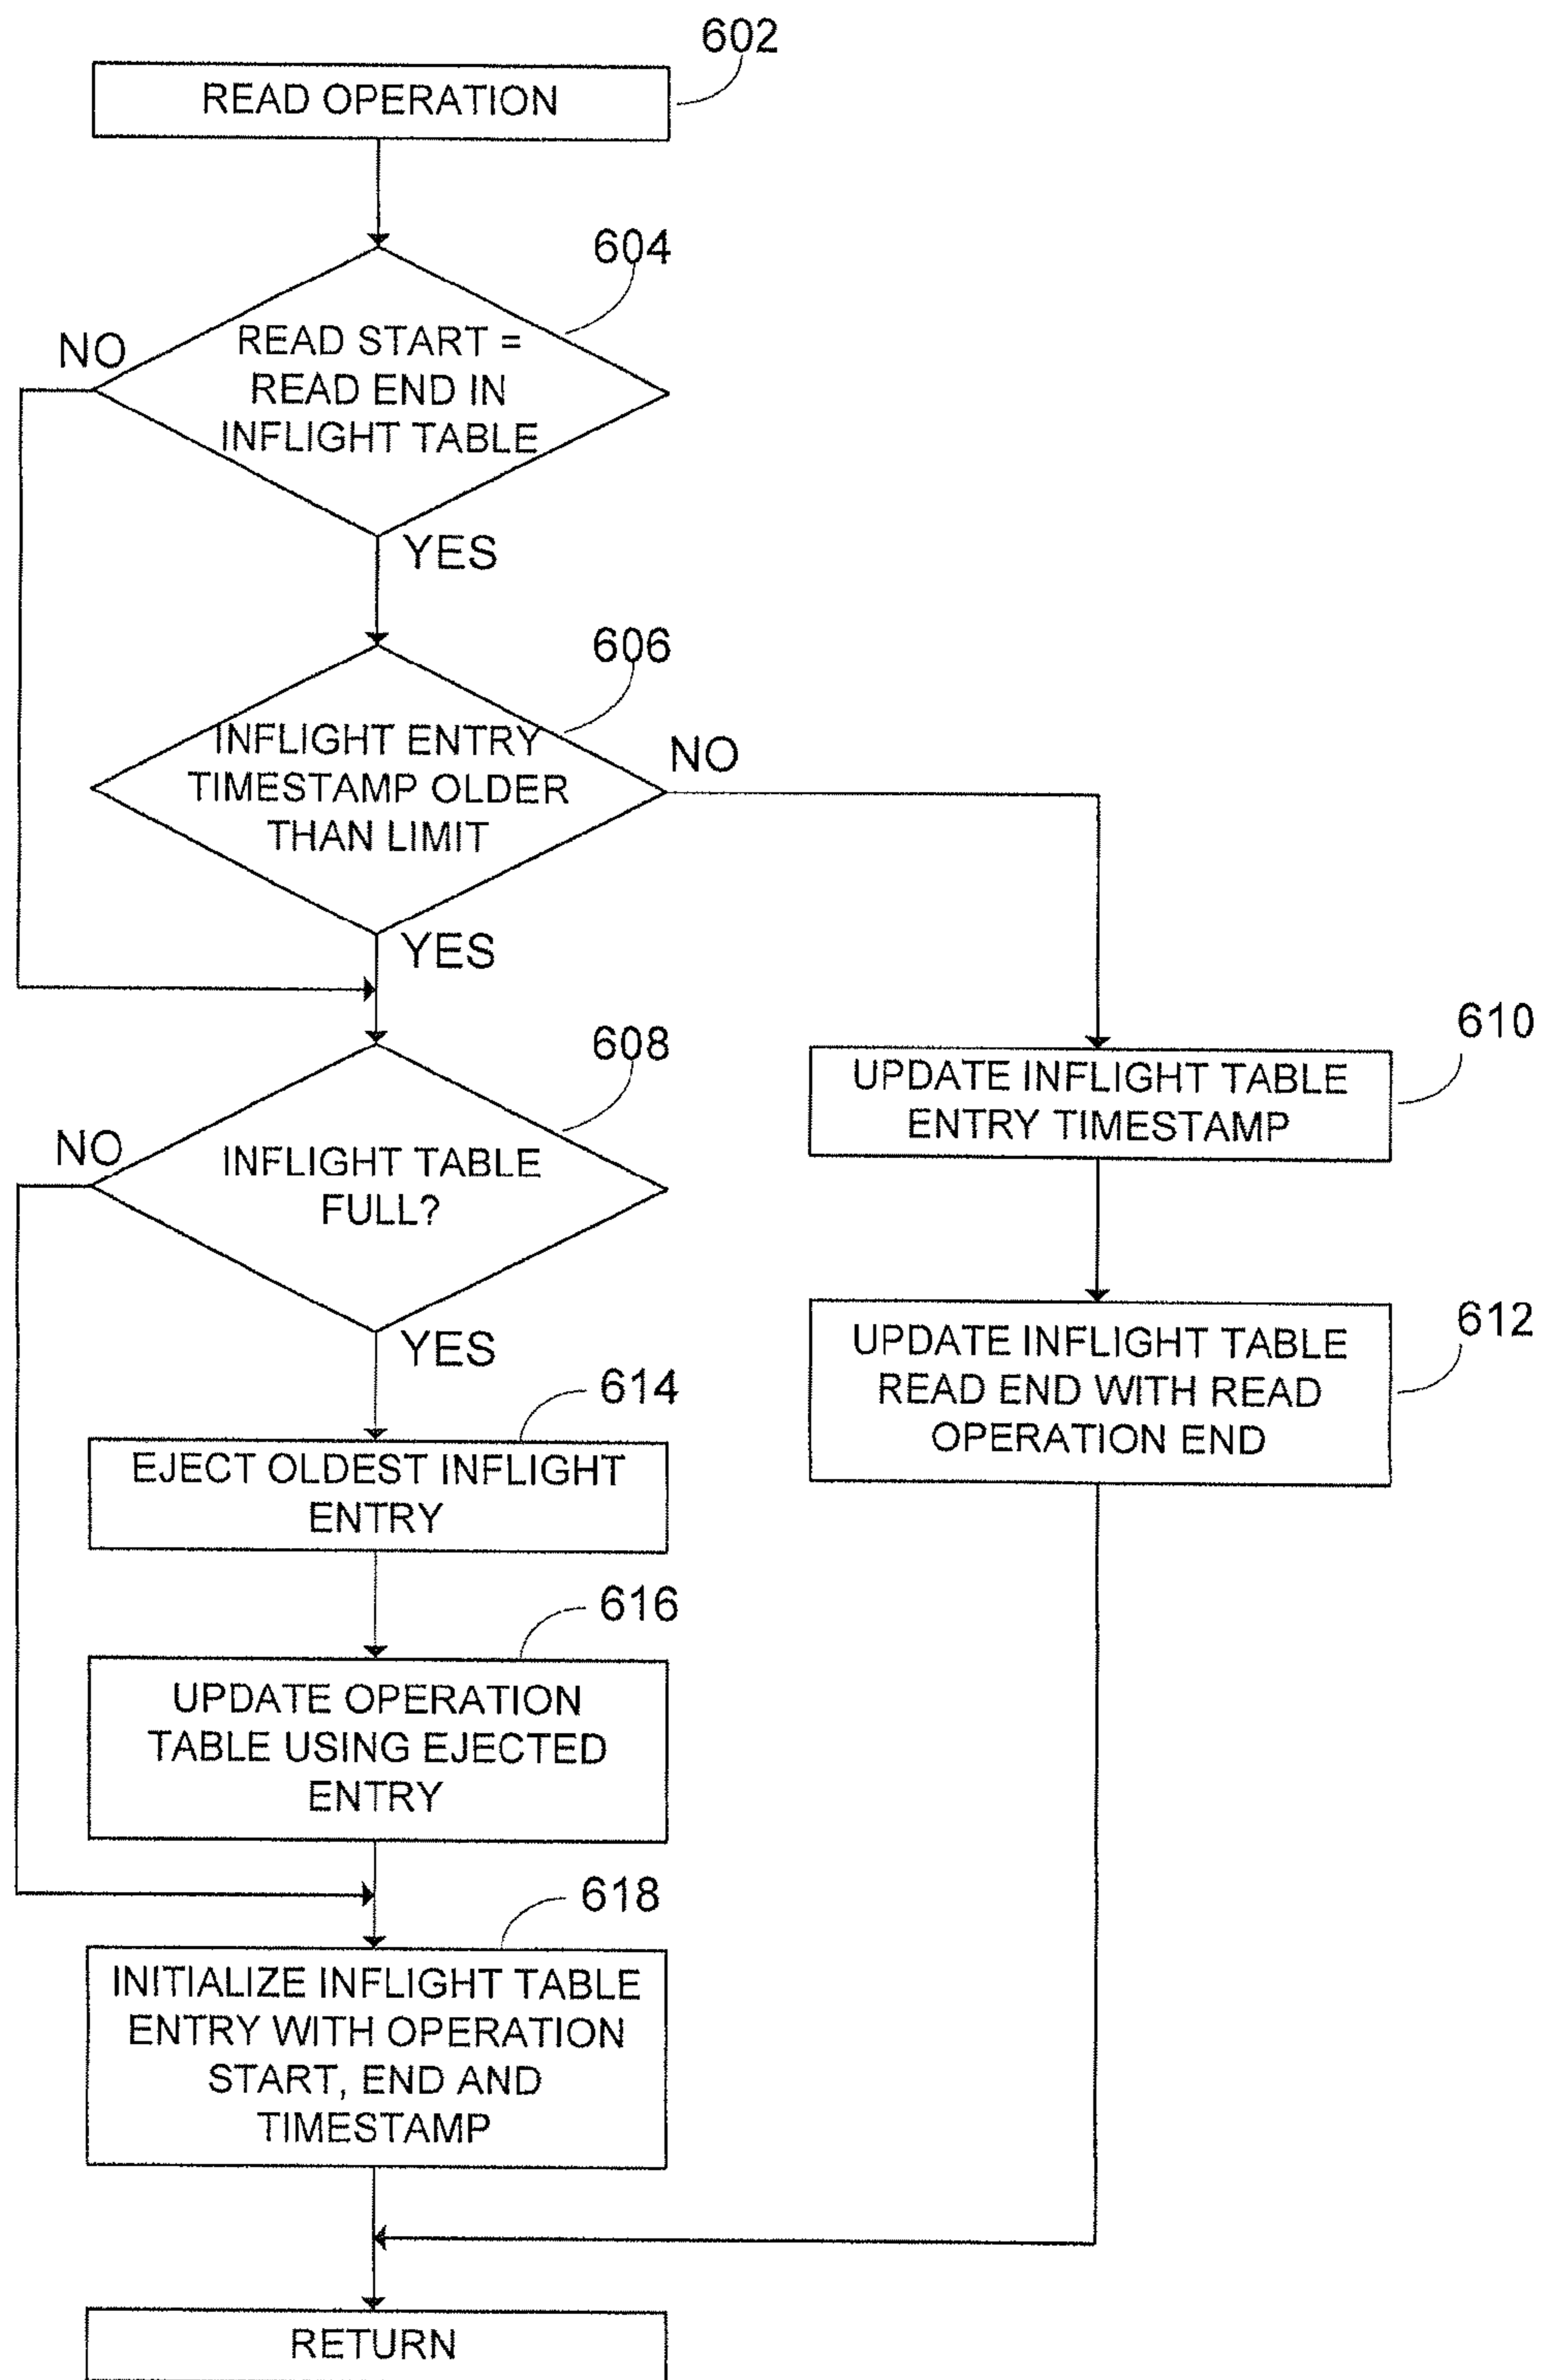 602
READ OPERATION
604
NO
READ START =
READ END IN
INFLIGHT TABLE
YES
606
INFLIGHT ENTRY
TIMESTAMP OLDER
THAN LIMIT
NO
YES
608
NO
INFLIGHT TABLE
FULL?
YES
610
UPDATE INFLIGHT TABLE
ENTRY TIMESTAMP
612
UPDATE INFLIGHT TABLE
READ END WITH READ
OPERATION END
614
EJECT OLDEST INFLIGHT
ENTRY
616
UPDATE OPERATION
TABLE USING EJECTED
ENTRY
618
INITIALIZE INFLIGHT TABLE
ENTRY WITH OPERATION
START, END AND
TIMESTAMP
RETURN